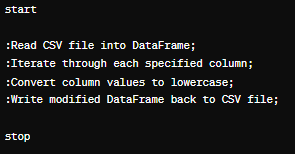 start
:Read CSV file into DataFrame;
:Iterate through each specified column;
:Convert column values to lowercase;
:Write modified DataFrame back to CSV file;
stop